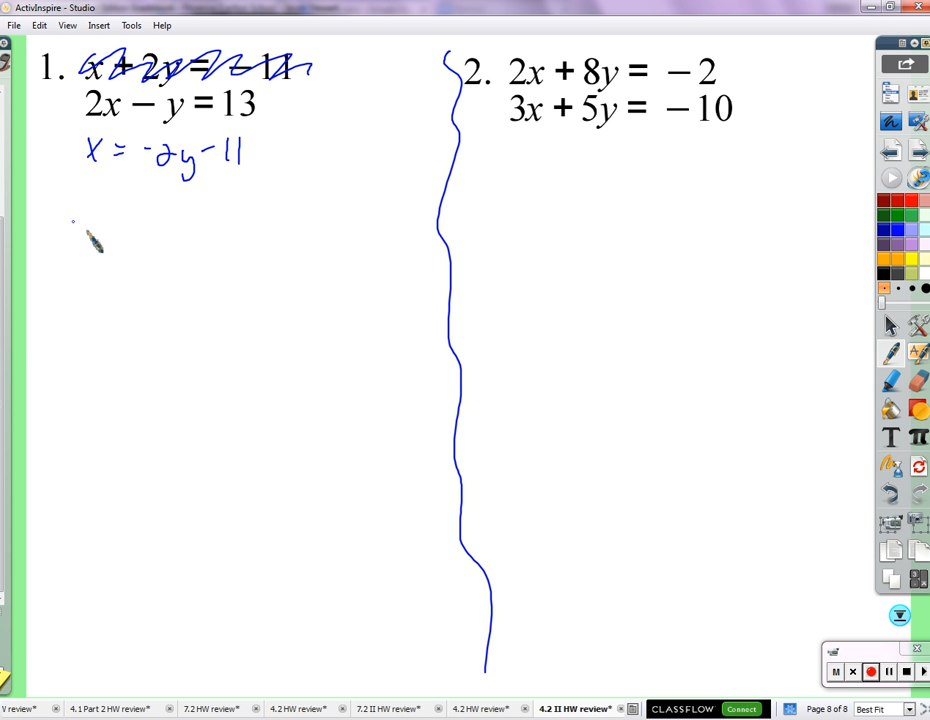 ActivInspire - Studio
File Edit View Insert Tools Help
1. x + 2y = − 11
2x − y = 13
x = -2y - 11
2. 2x + 8y = − 2
3x + 5y = − 10
T π
M
V review* 4.1 Part 2 HW review* 7.2 HW review* 4.2 HW review* 7.2 II HW review* 4.2 HW review* 4.2 II HW review* CLASSFLOW Connect Page 8 of 8 Best Fit